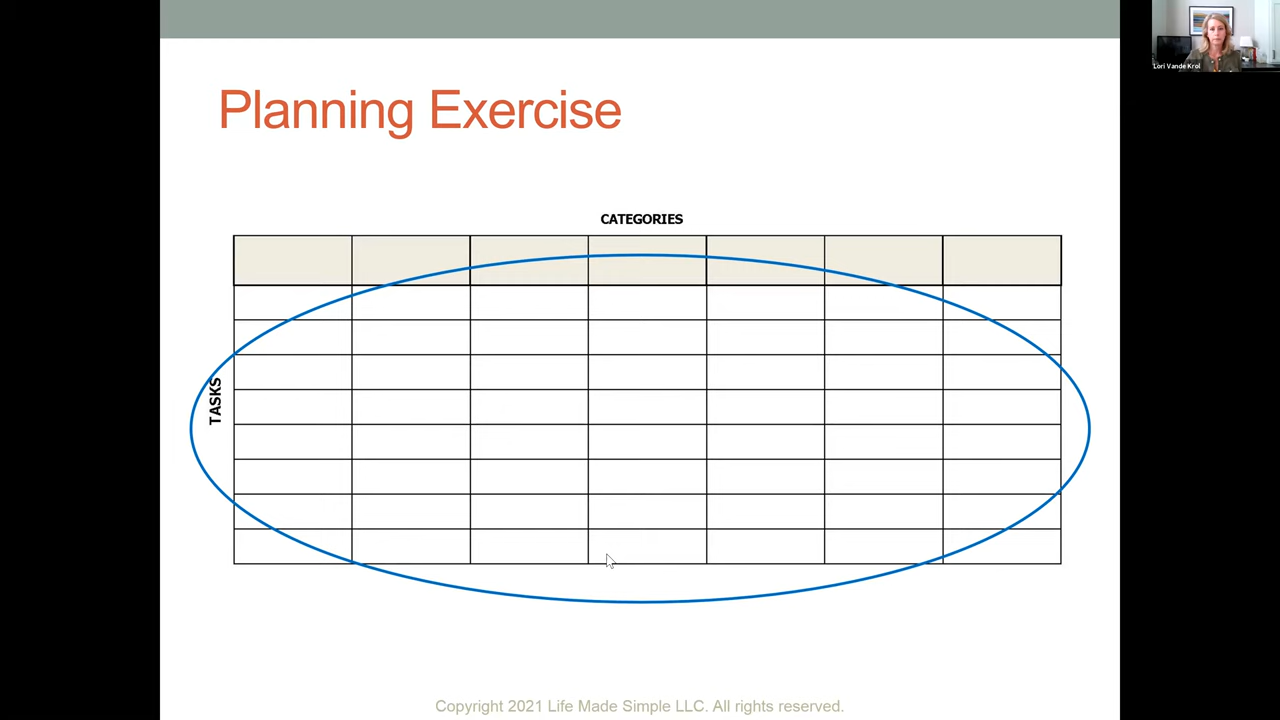 Planning Exercise
CATEGORIES
TASKS
Copyright 2021 Life Made Simple LLC. All rights reserved.
Lori Vande Krol